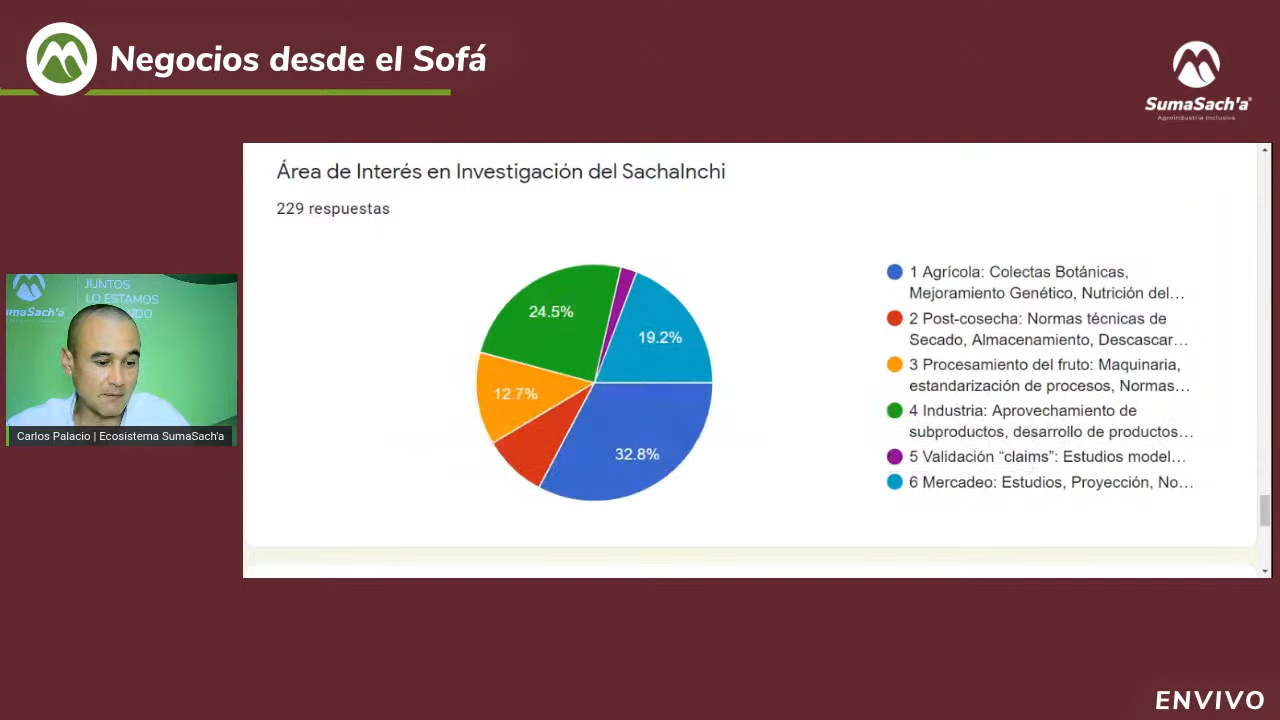 Negocios desde el Sofá
SumaSach'a
Agroindustria Inclusiva
Área de Interés en Investigación del SachaInchi
229 respuestas
24.5%
19.2%
12.7%
32.8%
1 Agrícola: Colectas Botánicas,
Mejoramiento Genético, Nutrición del…
2 Post-cosecha: Normas técnicas de
Secado, Almacenamiento, Descascar…
3 Procesamiento del fruto: Maquinaria,
estandarización de procesos, Normas…
4 Industria: Aprovechamiento de
subproductos, desarrollo de productos…
5 Validación “claims”: Estudios model…
6 Mercadeo: Estudios, Proyección, No…
JUNTOS
LO ESTAMOS
umaSach'a
Carlos Palacio | Ecosistema SumaSach'a
ENVIVO